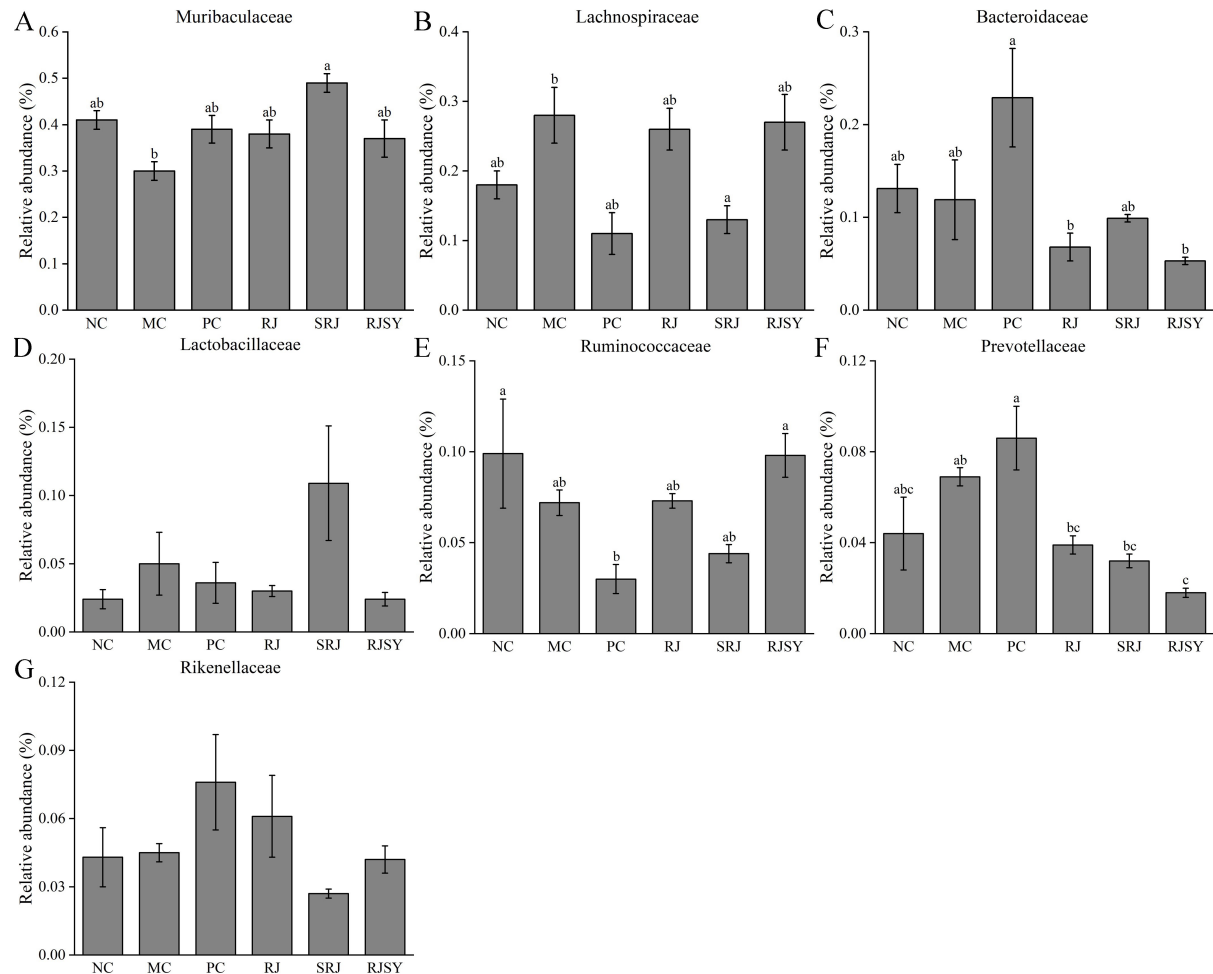 A
Muribaculaceae
Relative abundance (%)
0.6
0.5
0.4
0.3
0.2
0.1
0.0
ab
b
ab
ab
a
ab
NC MC PC RJ SRJ RJSY
B
Lachnospiraceae
Relative abundance (%)
0.4
0.3
0.2
0.1
0.0
ab
b
ab
ab
a
ab
NC MC PC RJ SRJ RJSY
C
Bacteroidaceae
Relative abundance (%)
0.3
0.2
0.1
0.0
ab
ab
a
b
ab
b
NC MC PC RJ SRJ RJSY
D
Lactobacillaceae
Relative abundance (%)
0.20
0.15
0.10
0.05
0.00
NC MC PC RJ SRJ RJSY
E
Ruminococcaceae
Relative abundance (%)
0.15
0.10
0.05
0.00
a
ab
b
ab
ab
a
NC MC PC RJ SRJ RJSY
F
Prevotellaceae
Relative abundance (%)
0.12
0.08
0.04
0.00
abc
ab
a
bc
bc
c
NC MC PC RJ SRJ RJSY
G
Rikenellaceae
Relative abundance (%)
0.12
0.09
0.06
0.03
0.00
NC MC PC RJ SRJ RJSY